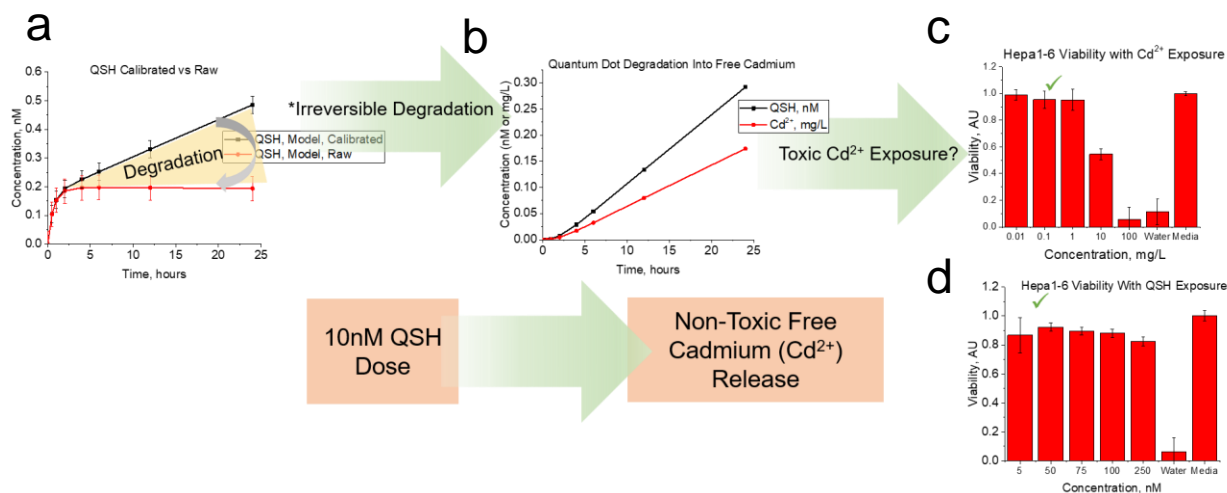 a
QSH Calibrated vs Raw
Concentration, nM
0.6
0.5
0.4
0.3
0.2
0.1
0.0
0
5
10
15
20
25
Time, hours
Degradation
QSH, Model, Calibrated
QSH, Model, Raw
*Irreversible Degradation
b
Quantum Dot Degradation Into Free Cadmium
Concentration (nM or mg/L)
0.30
0.25
0.20
0.15
0.10
0.05
0.00
0
5
10
15
20
25
Time, hours
QSH, nM
Cd²⁺, mg/L
Toxic Cd²⁺ Exposure?
c
Hepa1-6 Viability with Cd²⁺ Exposure
Viability, AU
1.2
1.0
0.8
0.6
0.4
0.2
0.0
0.01
0.1
1
10
100
Water
Media
Concentration, mg/L
10nM QSH
Dose
Non-Toxic Free
Cadmium (Cd²⁺)
Release
d
Hepa1-6 Viability With QSH Exposure
Viability, AU
1.0
0.8
0.6
0.4
0.2
0.0
5
50
75
100
250
Water
Media
Concentration, nM